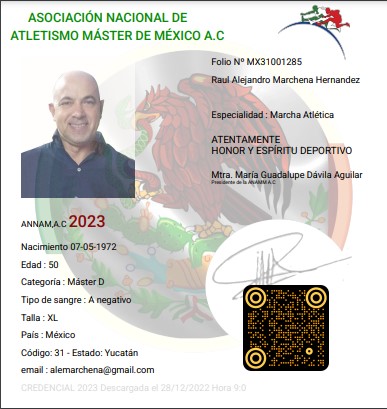 ASOCIACIÓN NACIONAL DE
ATLETISMO MÁSTER DE MÉXICO A.C
Folio Nº MX31001285
Raul Alejandro Marchena Hernandez
Especialidad : Marcha Atlética
ATENTAMENTE
HONOR Y ESPÍRITU DEPORTIVO
Mtra. María Guadalupe Dávila Aguilar
Presidente de la ANAMM A.C
ANNAM,A.C 2023
Nacimiento 07-05-1972
Edad : 50
Categoría : Máster D
Tipo de sangre : A negativo
Talla : XL
País : México
Código: 31 - Estado: Yucatán
email : alemarchena@gmail.com
CREDENCIAL 2023 Descargada el 28/12/2022 Hora 9:0